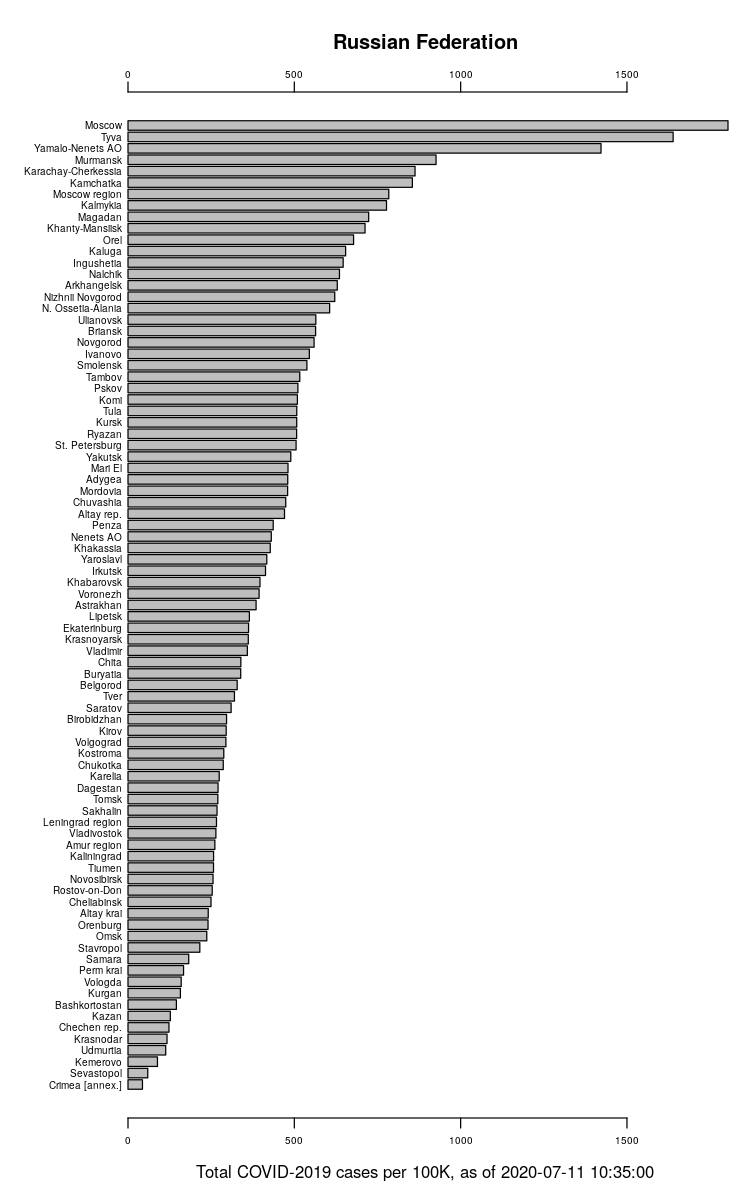 Russian Federation
0 500 1000 1500
Moscow
Tyva
Yamalo-Nenets AO
Murmansk
Karachay-Cherkessia
Kamchatka
Moscow region
Kalmykia
Magadan
Khanty-Mansiisk
Orel
Kaluga
Ingushetia
Nalchik
Arkhangelsk
Nizhnii Novgorod
N. Ossetia-Alania
Ulianovsk
Briansk
Novgorod
Ivanovo
Smolensk
Tambov
Pskov
Komi
Tula
Kursk
Ryazan
St. Petersburg
Yakutsk
Mari El
Adygea
Mordovia
Chuvashia
Altay rep.
Penza
Nenets AO
Khakassia
Yaroslavl
Irkutsk
Khabarovsk
Voronezh
Astrakhan
Lipetsk
Ekaterinburg
Krasnoyarsk
Vladimir
Chita
Buryatia
Belgorod
Tver
Saratov
Birobidzhan
Kirov
Volgograd
Kostroma
Chukotka
Karelia
Dagestan
Tomsk
Sakhalin
Leningrad region
Vladivostok
Amur region
Kaliningrad
Tiumen
Novosibirsk
Rostov-on-Don
Cheliabinsk
Altay krai
Orenburg
Omsk
Stavropol
Samara
Perm krai
Vologda
Kurgan
Bashkortostan
Kazan
Chechen rep.
Krasnodar
Udmurtia
Kemerovo
Sevastopol
Crimea [annex.]
0 500 1000 1500
Total COVID-2019 cases per 100K, as of 2020-07-11 10:35:00